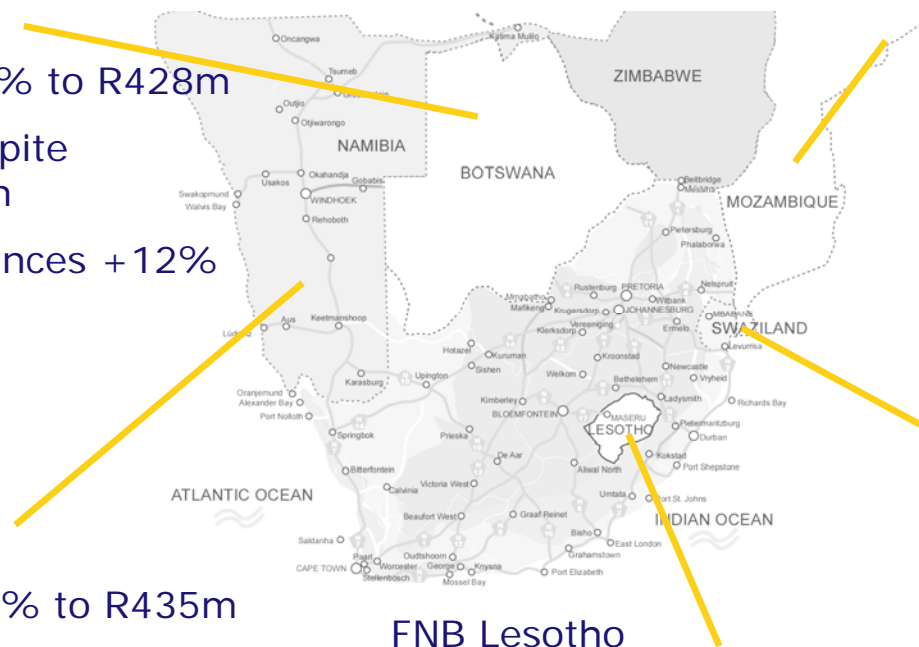 % to R428m
pite
nces +12%
% to R435m
FNB Lesotho
Oncangwa
Katima Mulilo
Tsumeb
Outjio
Otjiwarongo
ZIMBABWE
NAMIBIA
BOTSWANA
Usakos
Okahandja
Gobabis
Swakopmund
WINDHOEK
Walvis Bay
Rehoboth
Beitbridge
Messina
MOZAMBIQUE
Pietersburg
Phalaborwa
Rustenburg
PRETORIA
Nelspruit
Mmabatho
Witbank
Mafikeng
Krugersdorp
JOHANNESBURG
MBABANE
Vereeniging
Klerksdorp
Ermelo
SWAZILAND
Aus
Keetmanshoop
Hotazel
Kuruman
Kroonstad
Sishen
Newcastle
Welkom
Vryheid
Karasburg
Upington
Bethelehem
Oranjemund
Alexander Bay
Kimberley
Ladysmith
Richards Bay
Port Nolloth
BLOEMFONTEIN
MASERU
LESOTHO
Pietermaritzburg
Durban
Springbok
Prieska
De Aar
Kokstad
Aliwal North
Port Shepstone
Bitterfontein
Victoria West
Calvinia
Umtata
Port St. Johns
ATLANTIC OCEAN
Beaufort West
Graaf Reinet
INDIAN OCEAN
Bisho
Saldanha
East London
Oudtshoorn
Grahamstown
Paarl
Worcester
George
Knysna
CAPE TOWN
Stellenbosch
Mossel Bay
Port Elizabeth